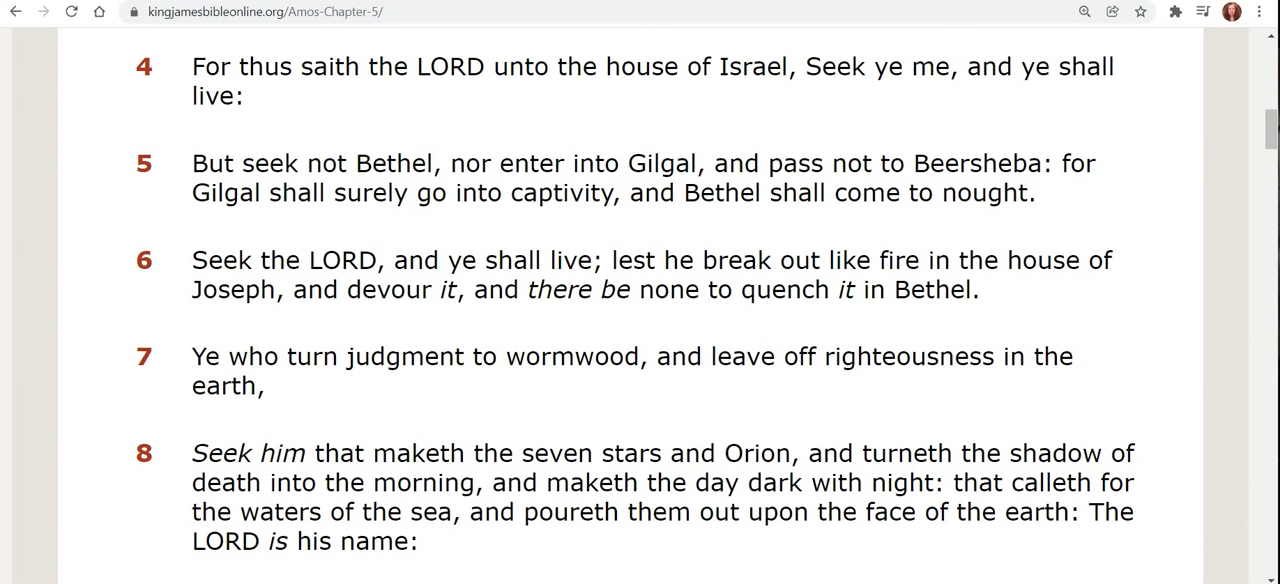 kingjamesbibleonline.org/Amos-Chapter-5/
4 For thus saith the LORD unto the house of Israel, Seek ye me, and ye shall
live:
5 But seek not Bethel, nor enter into Gilgal, and pass not to Beersheba: for
Gilgal shall surely go into captivity, and Bethel shall come to nought.
6 Seek the LORD, and ye shall live; lest he break out like fire in the house of
Joseph, and devour it, and there be none to quench it in Bethel.
7 Ye who turn judgment to wormwood, and leave off righteousness in the
earth,
8 Seek him that maketh the seven stars and Orion, and turneth the shadow of
death into the morning, and maketh the day dark with night: that calleth for
the waters of the sea, and poureth them out upon the face of the earth: The
LORD is his name: